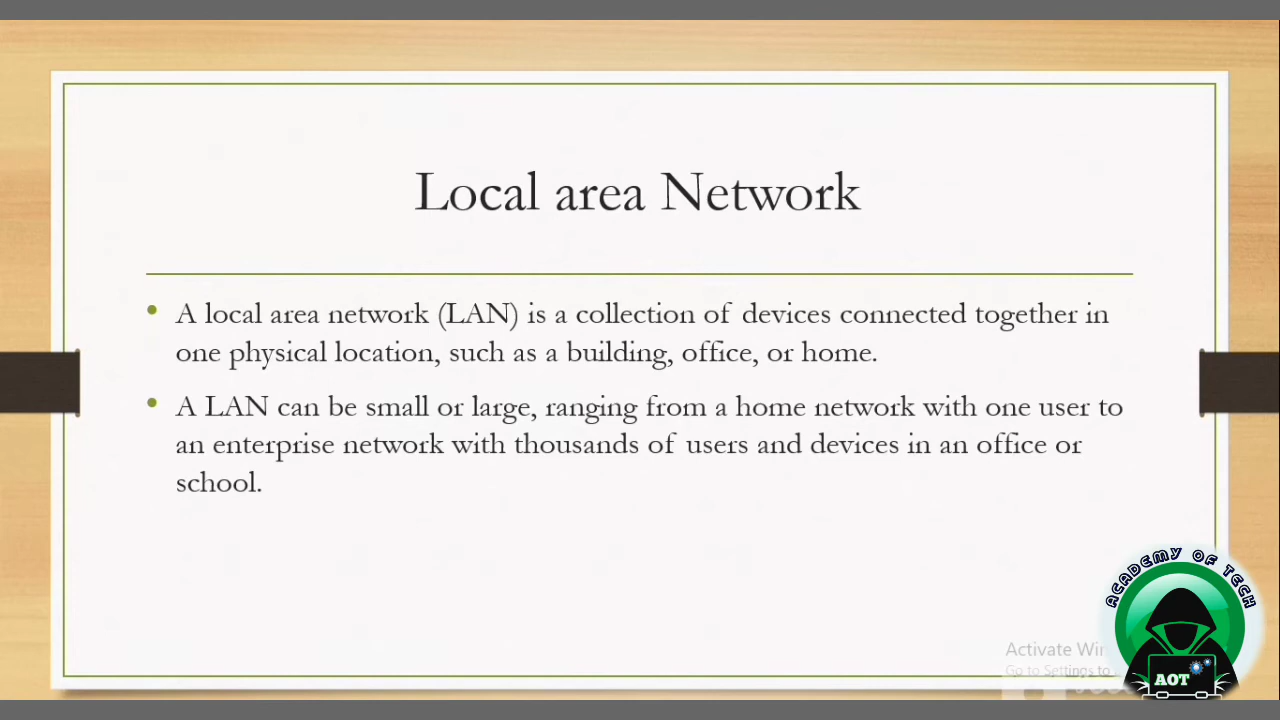 Local area Network
• A local area network (LAN) is a collection of devices connected together in
one physical location, such as a building, office, or home.
• A LAN can be small or large, ranging from a home network with one user to
an enterprise network with thousands of users and devices in an office or
school.
ACADEMY OF TECH
Activate
Go to Settings to
AOT